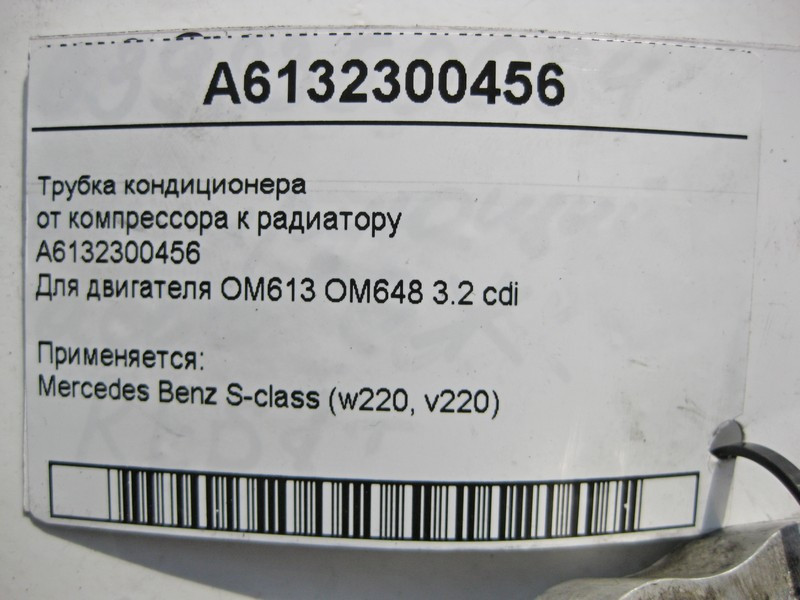 A6132300456
Трубка кондиционера
от компрессора к радиатору
A6132300456
Для двигателя OM613 OM648 3.2 cdi
Применяется:
Mercedes Benz S-class (w220, v220)